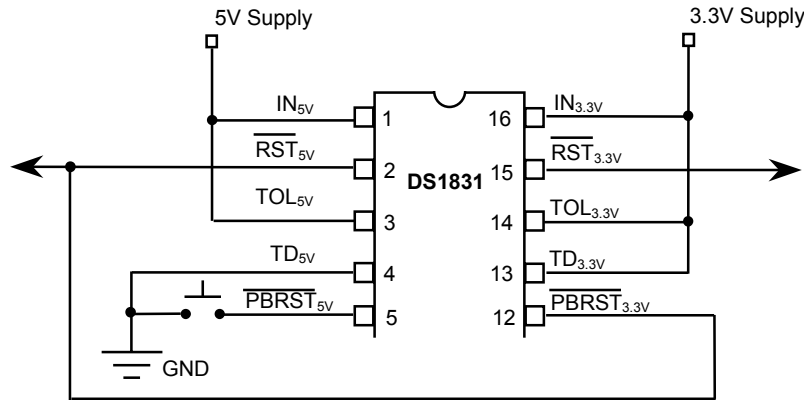 5V Supply
3.3V Supply
IN5V
1
16
IN3.3V
RST5V
2
15
RST3.3V
DS1831
TOL5V
3
14
TOL3.3V
TD5V
4
13
TD3.3V
PBRST5V
5
12
PBRST3.3V
GND